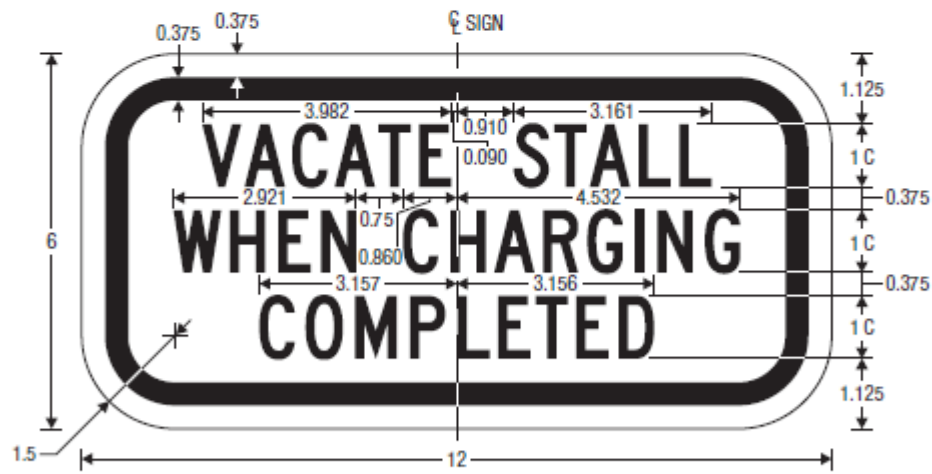 0.375
℄ SIGN
0.375
3.982
0.910
3.161
1.125
0.090
VACATE STALL
1 C
2.921
0.75
4.532
0.375
6
0.860
WHEN CHARGING
1 C
3.157
3.156
0.375
COMPLETED
1 C
1.125
1.5
12